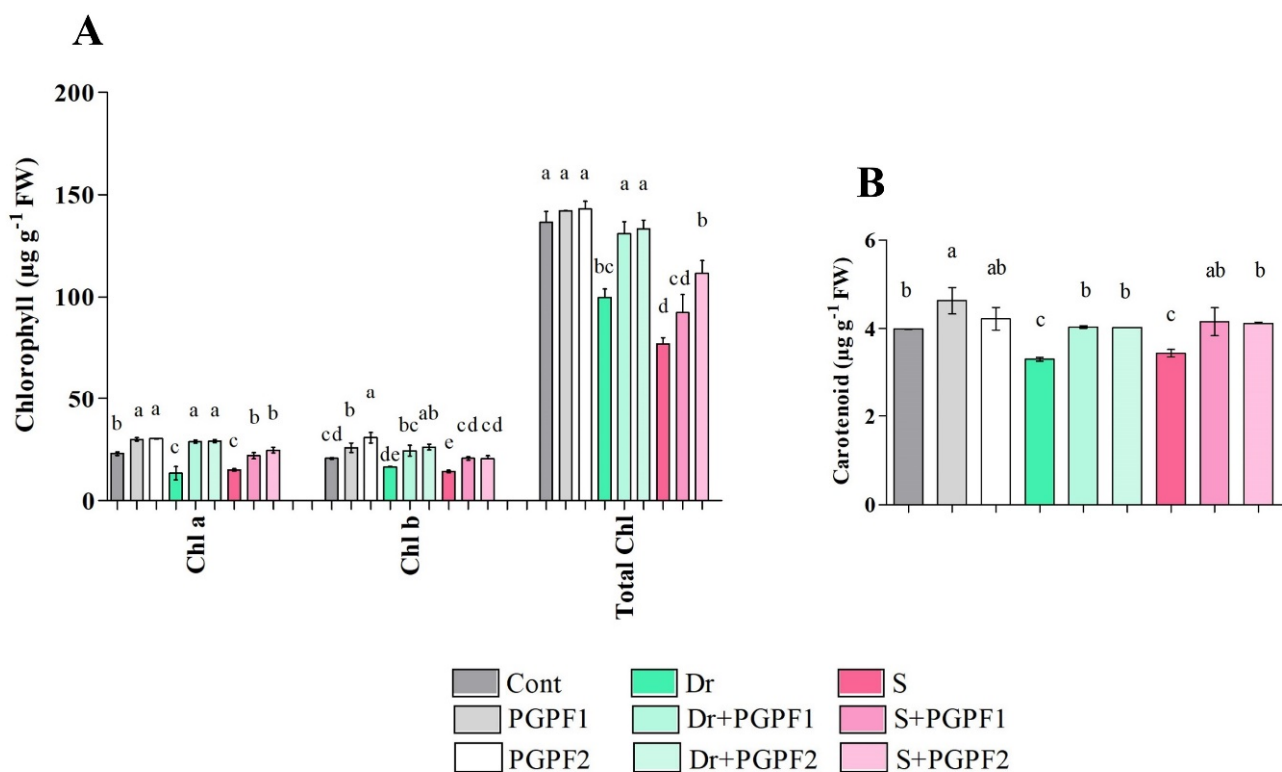 A
Chlorophyll (µg g⁻¹ FW)
200
150
100
50
0
b a a c a a c b b
cd b a de bc ab e cd cd
a a a bc a a d cd b
Chl a
Chl b
Total Chl
B
Carotenoid (µg g⁻¹ FW)
6
4
2
0
b a ab c b b c ab b
Cont Dr S
PGPF1 Dr+PGPF1 S+PGPF1
PGPF2 Dr+PGPF2 S+PGPF2